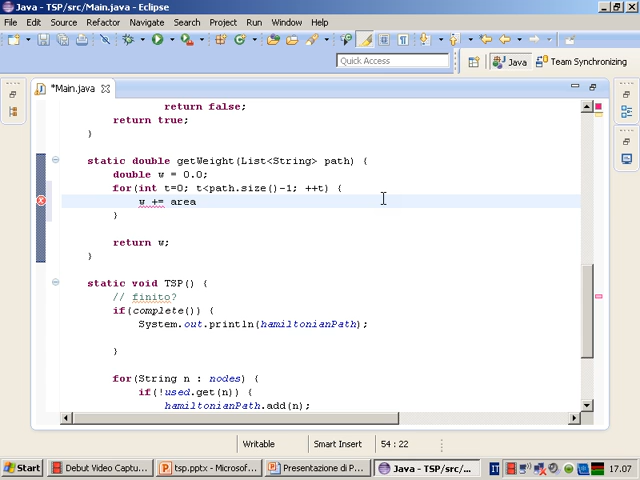 Java - TSP/src/Main.java - Eclipse
File Edit Source Refactor Navigate Search Project Run Window Help
Quick Access
Java
Team Synchronizing
*Main.java
return false;
return true;
}
static double getWeight(List<String> path) {
double w = 0.0;
for(int t=0; t<path.size()-1; ++t) {
w += area
}
return w;
}
static void TSP() {
// finito?
if(complete()) {
System.out.println(hamiltonianPath);
}
for(String n : nodes) {
if(!used.get(n)) {
hamiltonianPath.add(n);
Writable
Smart Insert
54 : 22
Start
Debut Video Captu...
tsp.pptx - Microsof...
Presentazione di P...
Java - TSP/src/...
IT
17.07